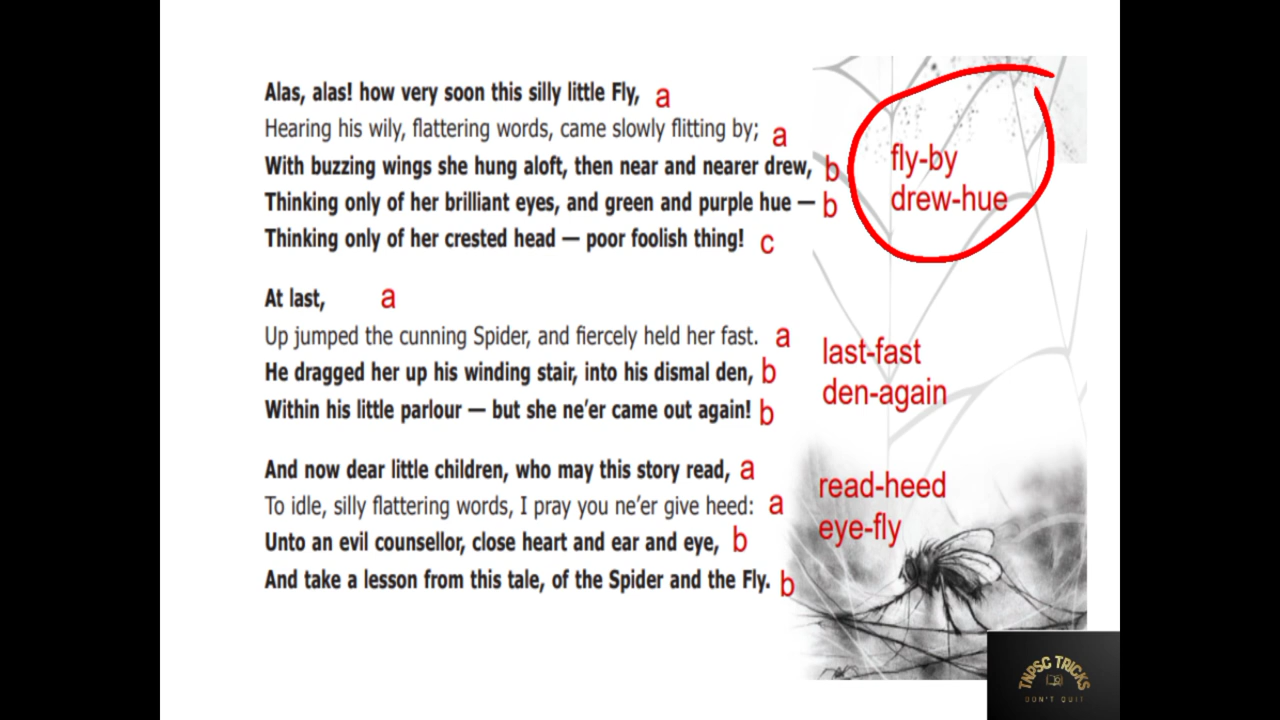 Alas, alas! how very soon this silly little Fly, a
Hearing his wily, flattering words, came slowly flitting by; a
With buzzing wings she hung aloft, then near and nearer drew, b
Thinking only of her brilliant eyes, and green and purple hue — b
Thinking only of her crested head — poor foolish thing! c
fly-by
drew-hue
At last, a
Up jumped the cunning Spider, and fiercely held her fast. a
He dragged her up his winding stair, into his dismal den, b
Within his little parlour — but she ne'er came out again! b
last-fast
den-again
And now dear little children, who may this story read, a
To idle, silly flattering words, I pray you ne'er give heed: a
Unto an evil counsellor, close heart and ear and eye, b
And take a lesson from this tale, of the Spider and the Fly. b
read-heed
eye-fly
TNPSC TRICKS
DON'T QUIT